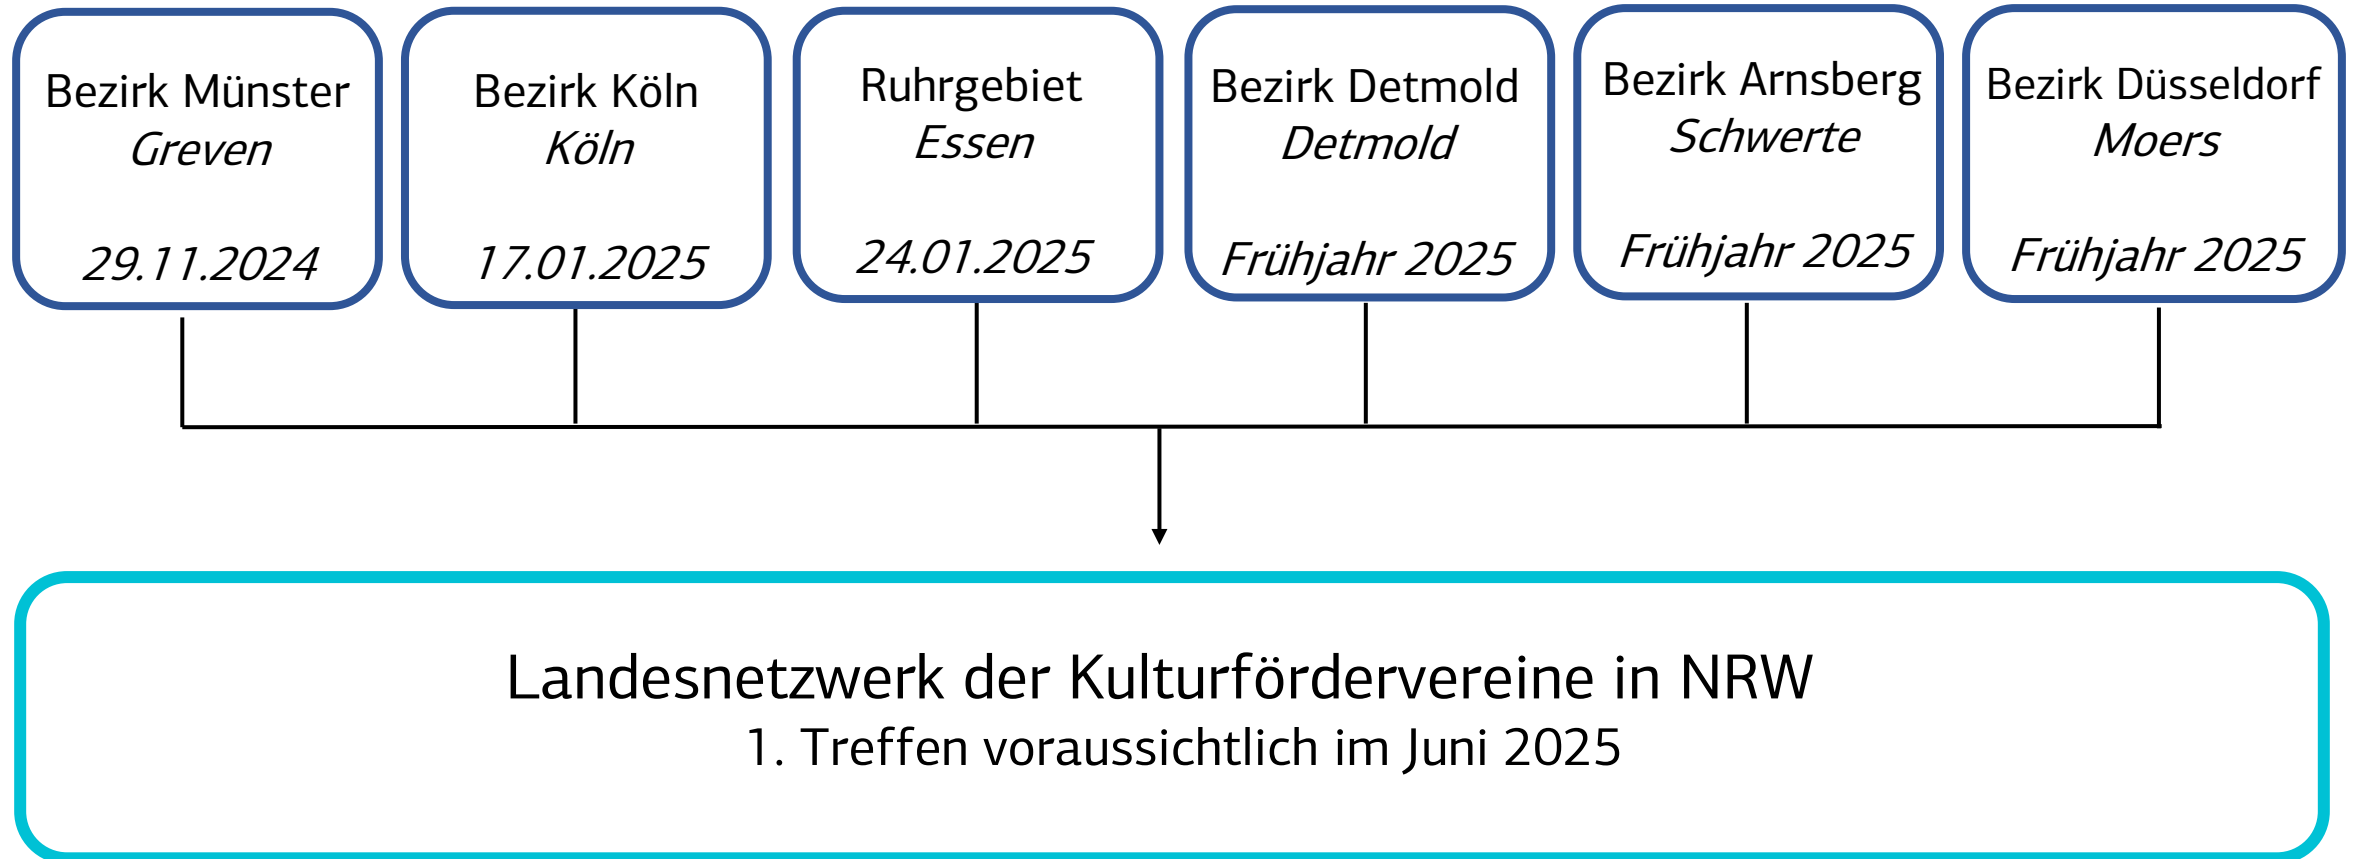 Bezirk Münster
Greven
29.11.2024
Bezirk Köln
Köln
17.01.2025
Ruhrgebiet
Essen
24.01.2025
Bezirk Detmold
Detmold
Frühjahr 2025
Bezirk Arnsberg
Schwerte
Frühjahr 2025
Bezirk Düsseldorf
Moers
Frühjahr 2025
Landesnetzwerk der Kulturfördervereine in NRW
1. Treffen voraussichtlich im Juni 2025